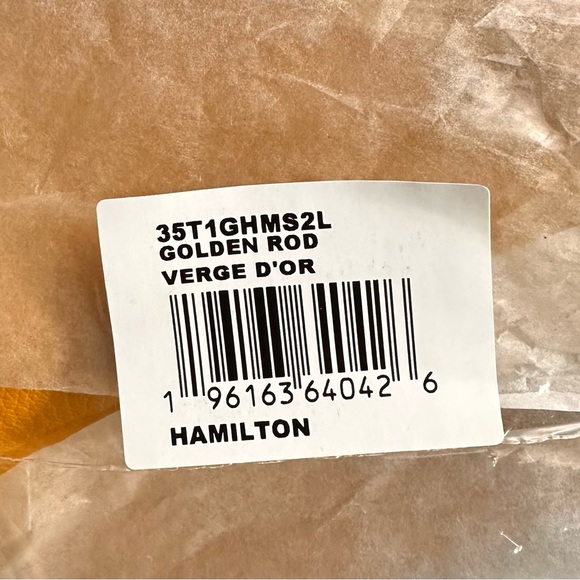 35T1GHMS2L
GOLDEN ROD
VERGE D'OR
1 96163 64042 6
HAMILTON